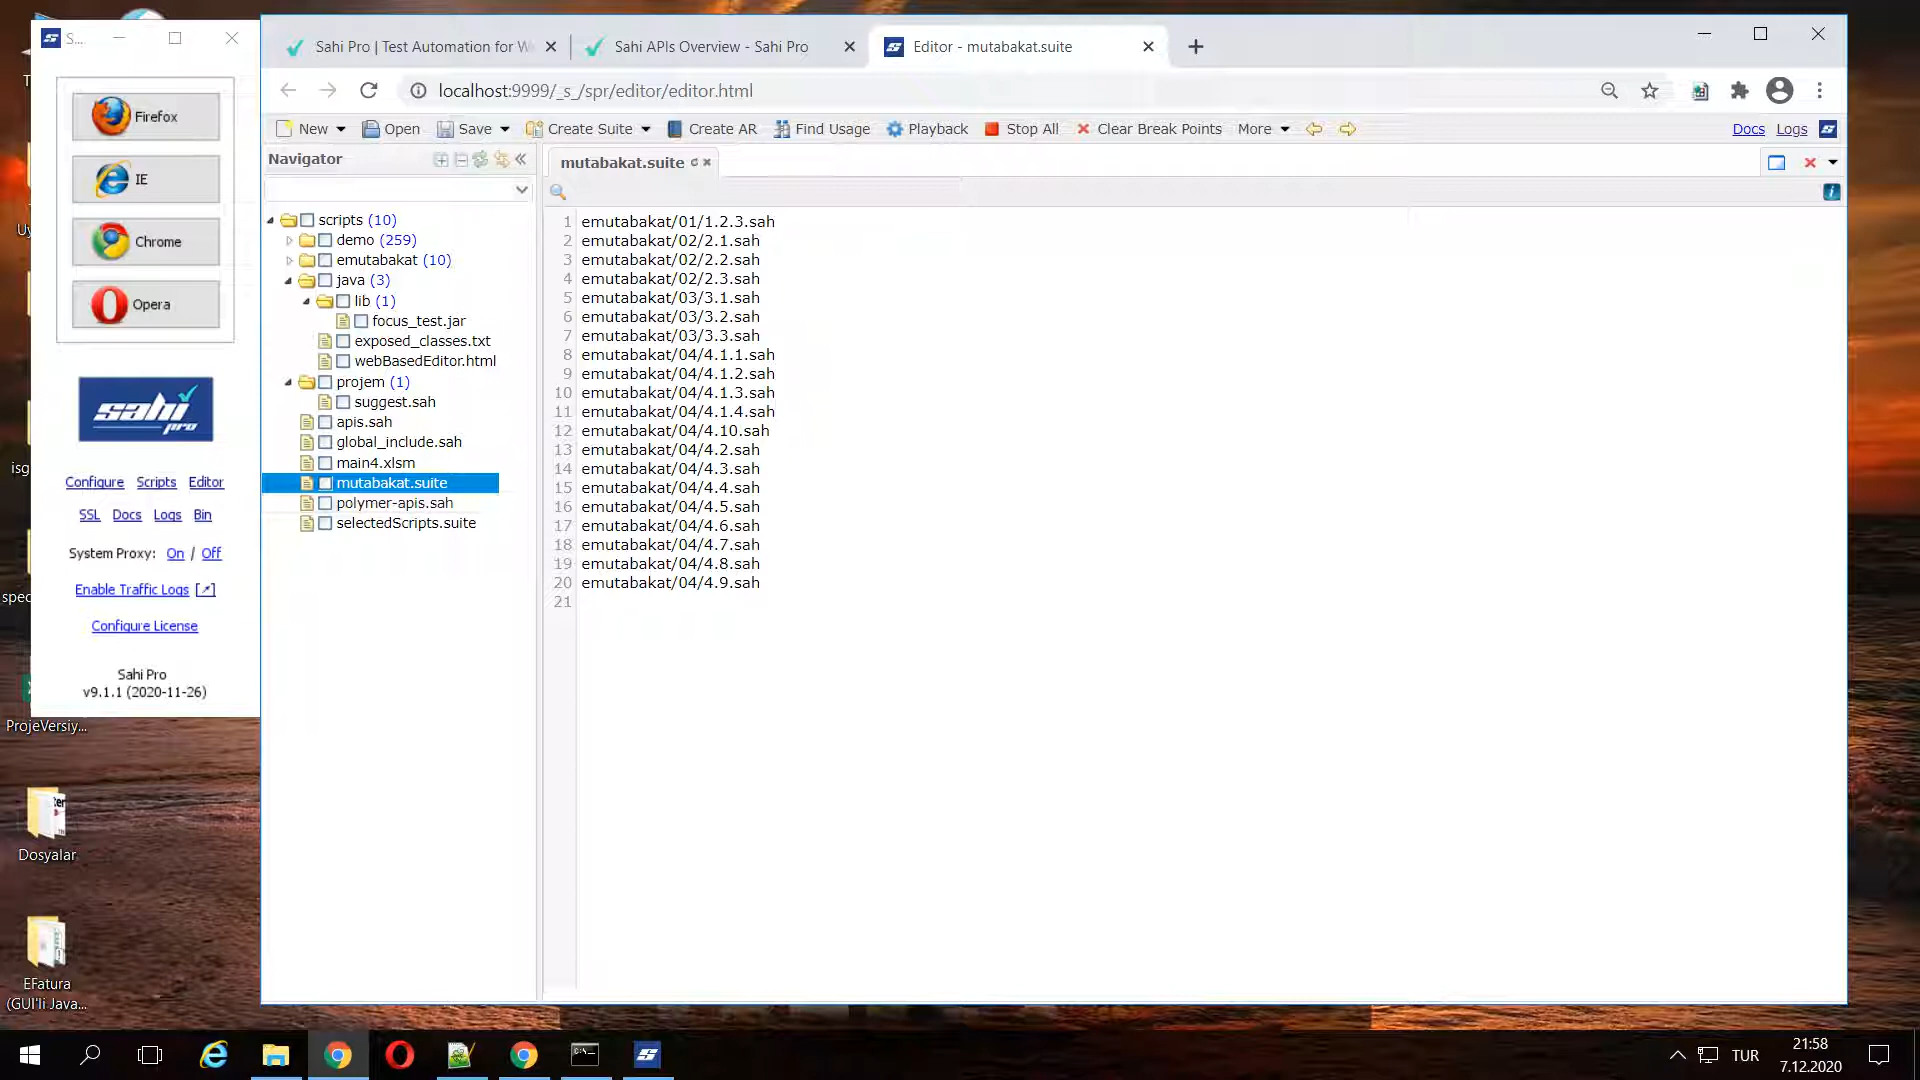 S...
Firefox
IE
Chrome
Opera
sahi pro
Configure Scripts Editor
SSL Docs Logs Bin
System Proxy: On / Off
Enable Traffic Logs [↗]
Configure License
Sahi Pro
v9.1.1 (2020-11-26)
isg
spec
ProjeVersiy...
Dosyalar
EFatura
(GUI'li Java...
Sahi Pro | Test Automation for W
Sahi APIs Overview - Sahi Pro
Editor - mutabakat.suite
localhost:9999/_s_/spr/editor/editor.html
New Open Save Create Suite Create AR Find Usage Playback Stop All Clear Break Points More Docs Logs
Navigator
scripts (10)
demo (259)
emutabakat (10)
java (3)
lib (1)
focus_test.jar
exposed_classes.txt
webBasedEditor.html
projem (1)
suggest.sah
apis.sah
global_include.sah
main4.xlsm
mutabakat.suite
polymer-apis.sah
selectedScripts.suite
mutabakat.suite
1 emutabakat/01/1.2.3.sah
2 emutabakat/02/2.1.sah
3 emutabakat/02/2.2.sah
4 emutabakat/02/2.3.sah
5 emutabakat/03/3.1.sah
6 emutabakat/03/3.2.sah
7 emutabakat/03/3.3.sah
8 emutabakat/04/4.1.1.sah
9 emutabakat/04/4.1.2.sah
10 emutabakat/04/4.1.3.sah
11 emutabakat/04/4.1.4.sah
12 emutabakat/04/4.10.sah
13 emutabakat/04/4.2.sah
14 emutabakat/04/4.3.sah
15 emutabakat/04/4.4.sah
16 emutabakat/04/4.5.sah
17 emutabakat/04/4.6.sah
18 emutabakat/04/4.7.sah
19 emutabakat/04/4.8.sah
20 emutabakat/04/4.9.sah
21
TUR
21:58
7.12.2020